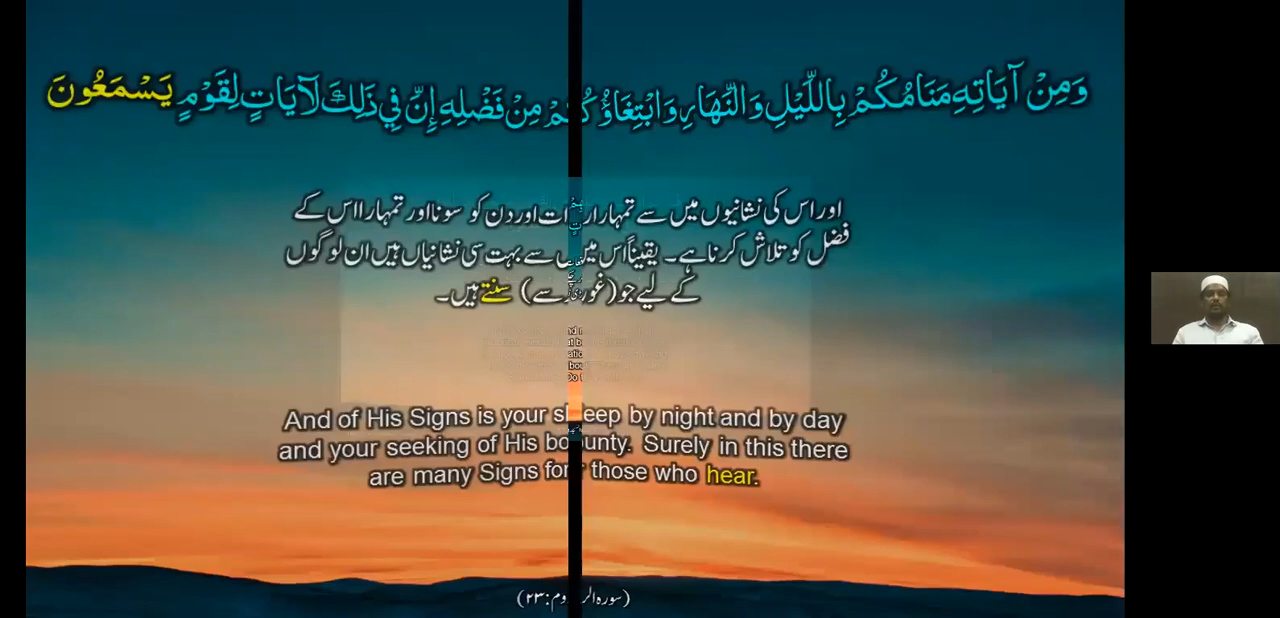 وَمِنْ آيَاتِهِ مَنَامُكُمْ بِاللَّيْلِ وَالنَّهَارِ وَابْتِغَاؤُكُمْ مِنْ فَضْلِهِ إِنَّ فِي ذَلِكَ لَآيَاتٍ لِقَوْمٍ يَسْمَعُونَ
اور اس کی نشانیوں میں سے تمہارا رات اور دن کو سونا اور تمہارا اس کے
فضل کو تلاش کرنا ہے۔ یقیناً اس میں سے بہت سی نشانیاں ہیں ان لوگوں
کے لیے جو (غور سے) سنتے ہیں۔
And of His Signs is your sleep by night and by day
and your seeking of His bounty. Surely in this there
are many Signs for those who hear.
(سورہ الروم: ۲۳)